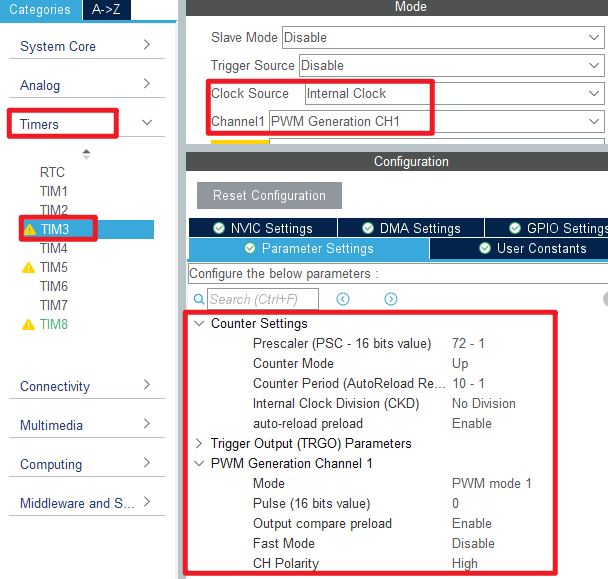 Categories A->Z
System Core
Analog
Timers
RTC
TIM1
TIM2
TIM3
TIM4
TIM5
TIM6
TIM7
TIM8
Connectivity
Multimedia
Computing
Middleware and S...
Mode
Slave Mode Disable
Trigger Source Disable
Clock Source Internal Clock
Channel1 PWM Generation CH1
Configuration
Reset Configuration
NVIC Settings DMA Settings GPIO Settings
Parameter Settings User Constants
Configure the below parameters :
Search (Ctrl+F)
Counter Settings
Prescaler (PSC - 16 bits value) 72 - 1
Counter Mode Up
Counter Period (AutoReload Re... 10 - 1
Internal Clock Division (CKD) No Division
auto-reload preload Enable
Trigger Output (TRGO) Parameters
PWM Generation Channel 1
Mode PWM mode 1
Pulse (16 bits value) 0
Output compare preload Enable
Fast Mode Disable
CH Polarity High